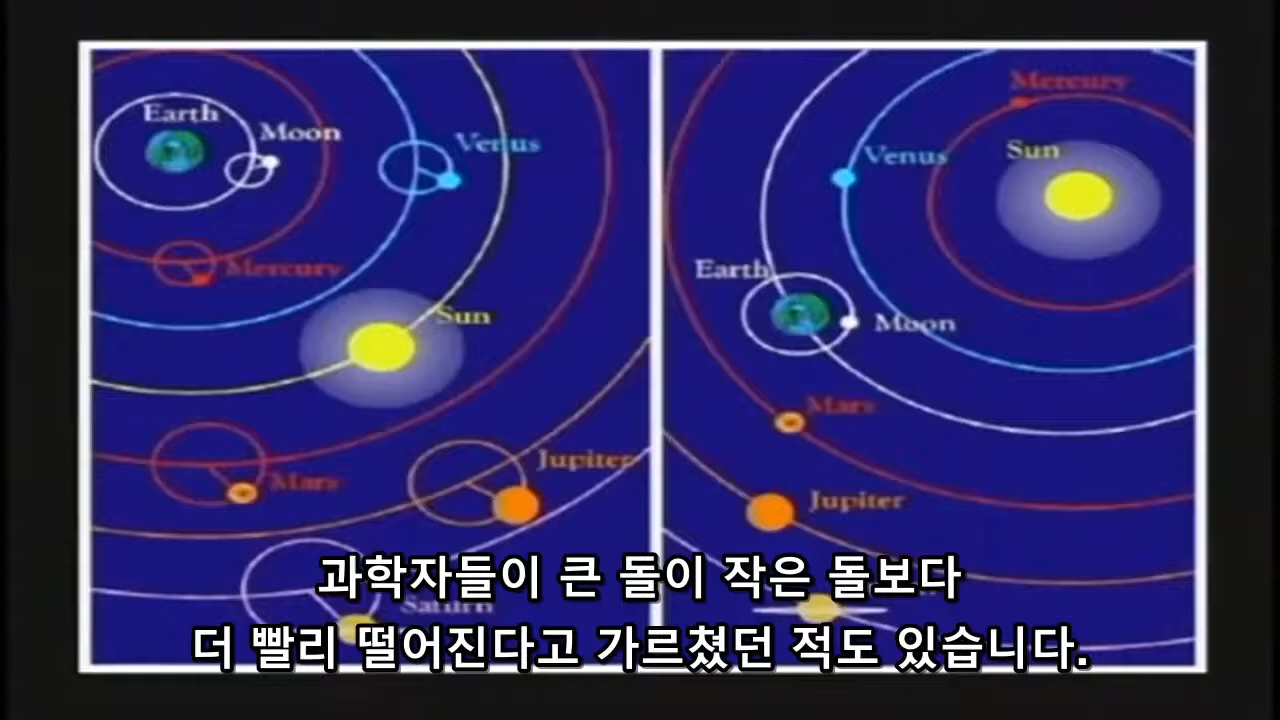 Earth
Moon
Venus
Mercury
Sun
Mars
Jupiter
Saturn
Mercury
Venus
Sun
Earth
Moon
Mars
Jupiter
과학자들이 큰 돌이 작은 돌보다
더 빨리 떨어진다고 가르쳤던 적도 있습니다.